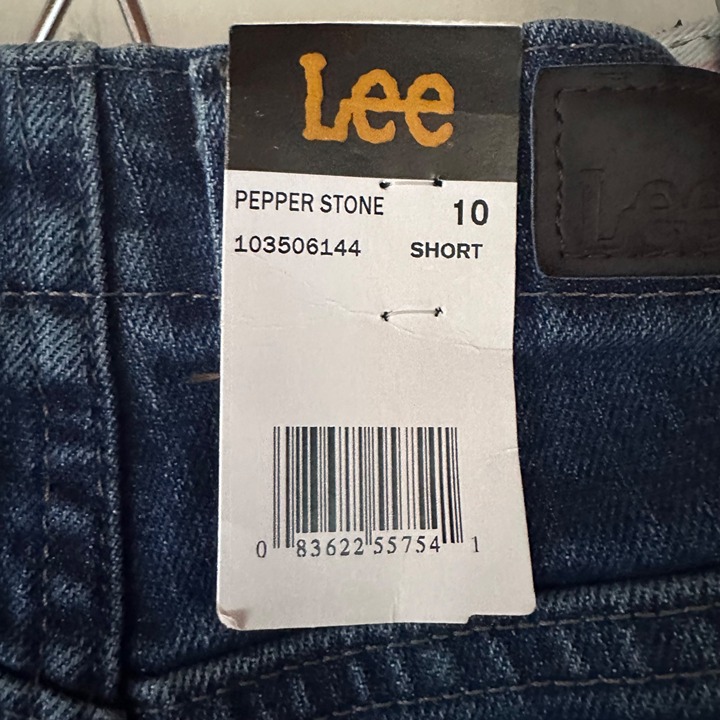 Lee
PEPPER STONE 10
103506144 SHORT
Lee
0 83622 55754 1